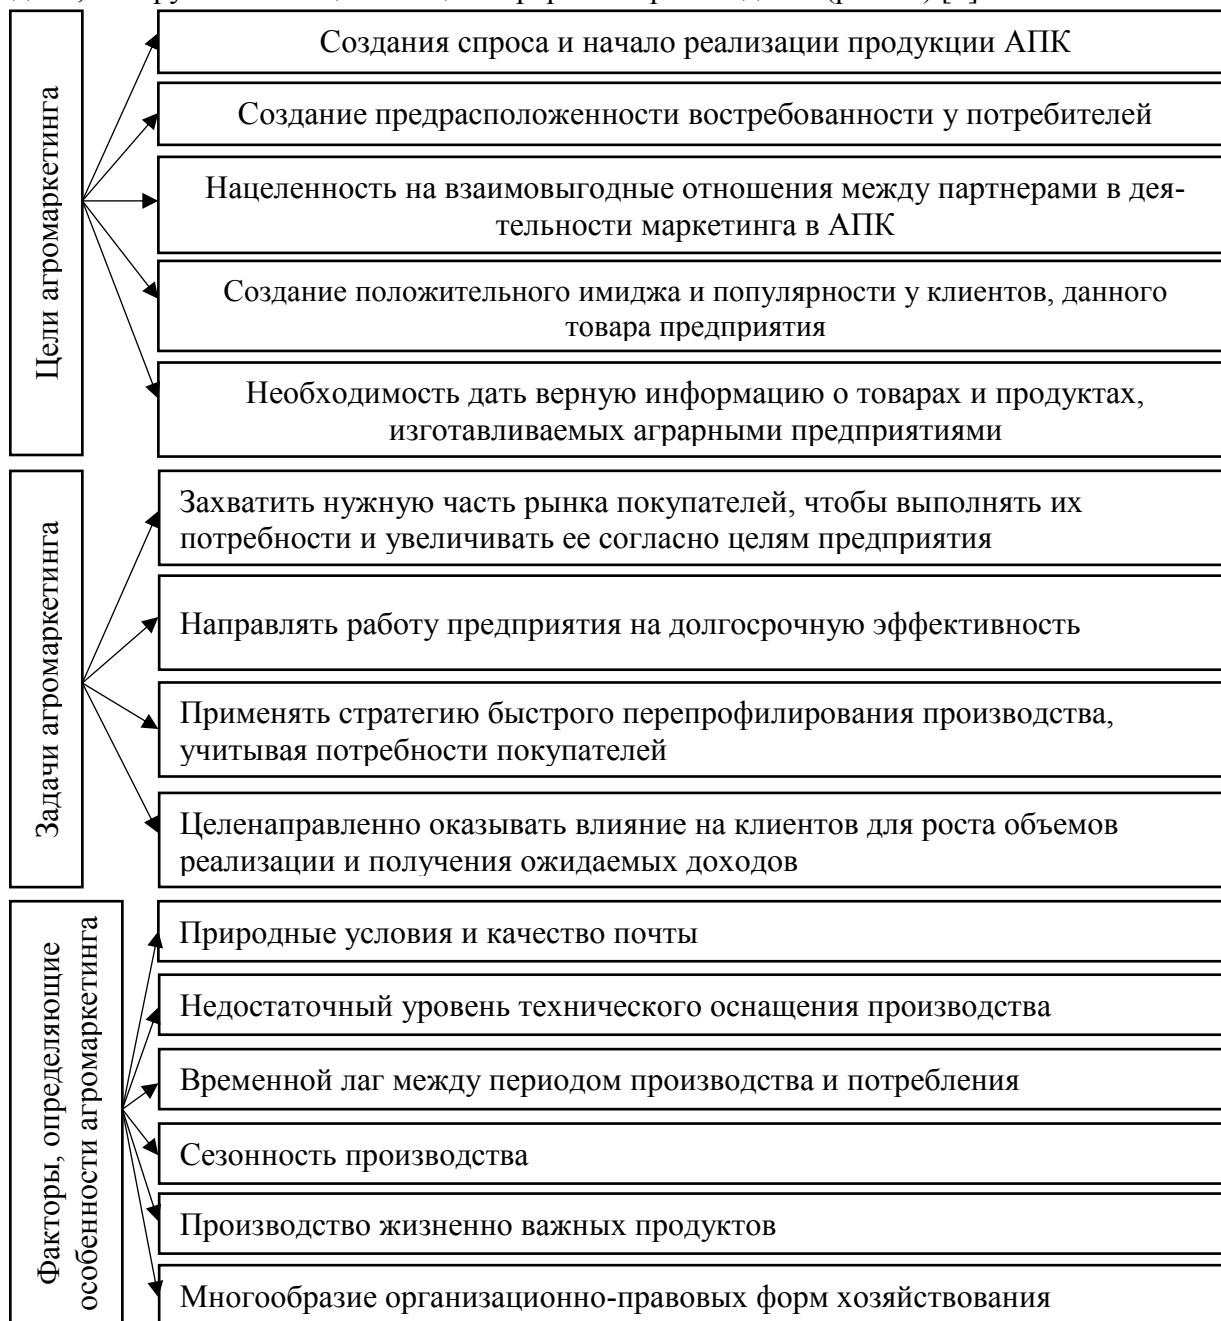 Цели агромаркетинга
Создания спроса и начало реализации продукции АПК
Создание предрасположенности востребованности у потребителей
Нацеленность на взаимовыгодные отношения между партнерами в дея-
тельности маркетинга в АПК
Создание положительного имиджа и популярности у клиентов, данного
товара предприятия
Необходимость дать верную информацию о товарах и продуктах,
изготавливаемых аграрными предприятиями
Задачи агромаркетинга
Захватить нужную часть рынка покупателей, чтобы выполнять их
потребности и увеличивать ее согласно целям предприятия
Направлять работу предприятия на долгосрочную эффективность
Применять стратегию быстрого перепрофилирования производства,
учитывая потребности покупателей
Целенаправленно оказывать влияние на клиентов для роста объемов
реализации и получения ожидаемых доходов
Факторы, определяющие
особенности агромаркетинга
Природные условия и качество почты
Недостаточный уровень технического оснащения производства
Временной лаг между периодом производства и потребления
Сезонность производства
Производство жизненно важных продуктов
Многообразие организационно-правовых форм хозяйствования